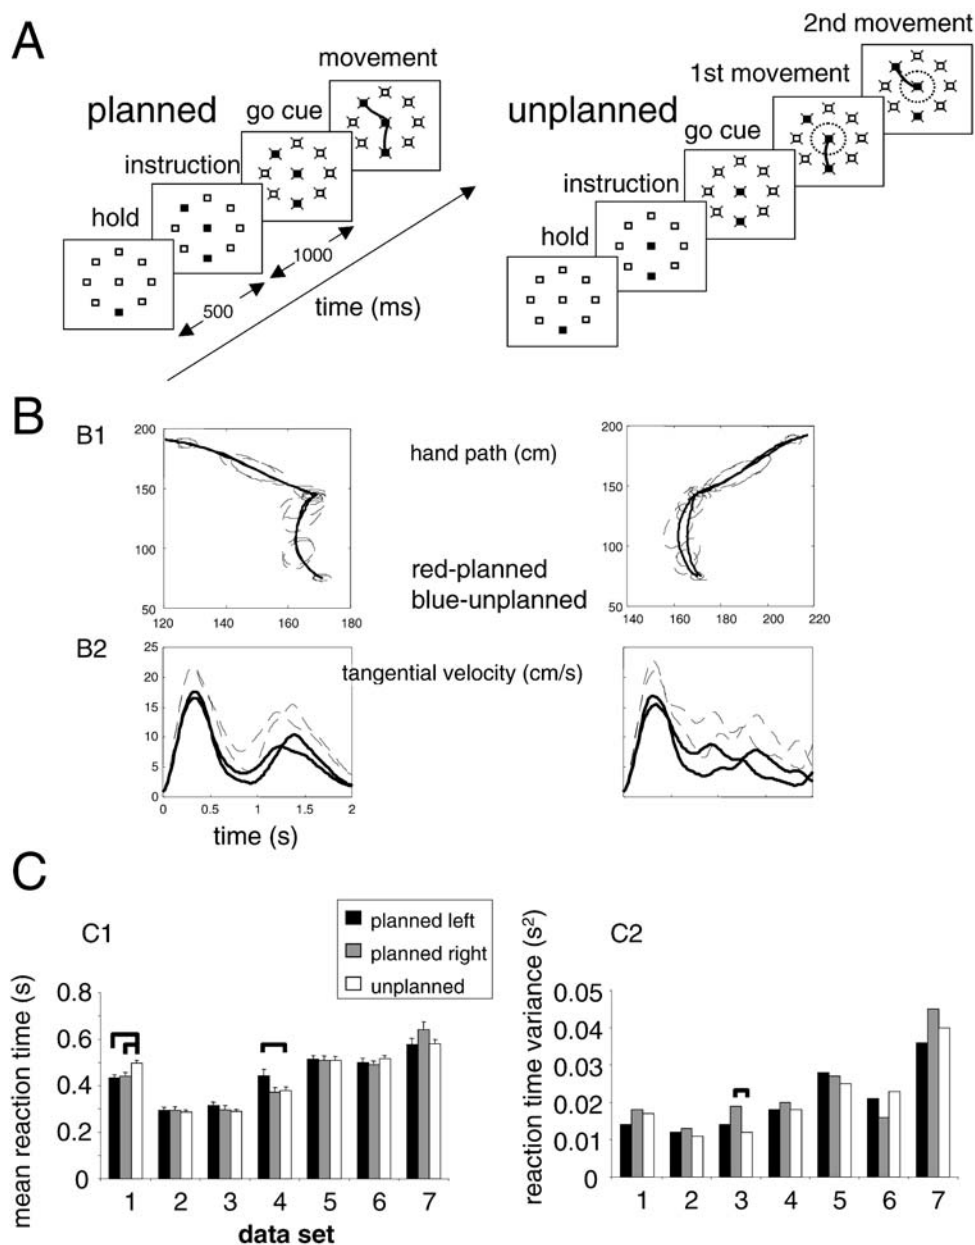 A
planned
hold
instruction
go cue
movement
500
1000
time (ms)
unplanned
hold
instruction
go cue
1st movement
2nd movement
B
B1
200
150
100
50
120
140
160
180
hand path (cm)
red-planned
blue-unplanned
200
150
100
50
140
160
180
200
220
B2
25
20
15
10
5
0
0
0.5
1
1.5
2
time (s)
tangential velocity (cm/s)
C
C1
planned left
planned right
unplanned
mean reaction time (s)
0.8
0.6
0.4
0.2
0
1 2 3 4 5 6 7
data set
C2
reaction time variance (s²)
0.05
0.04
0.03
0.02
0.01
0
1 2 3 4 5 6 7